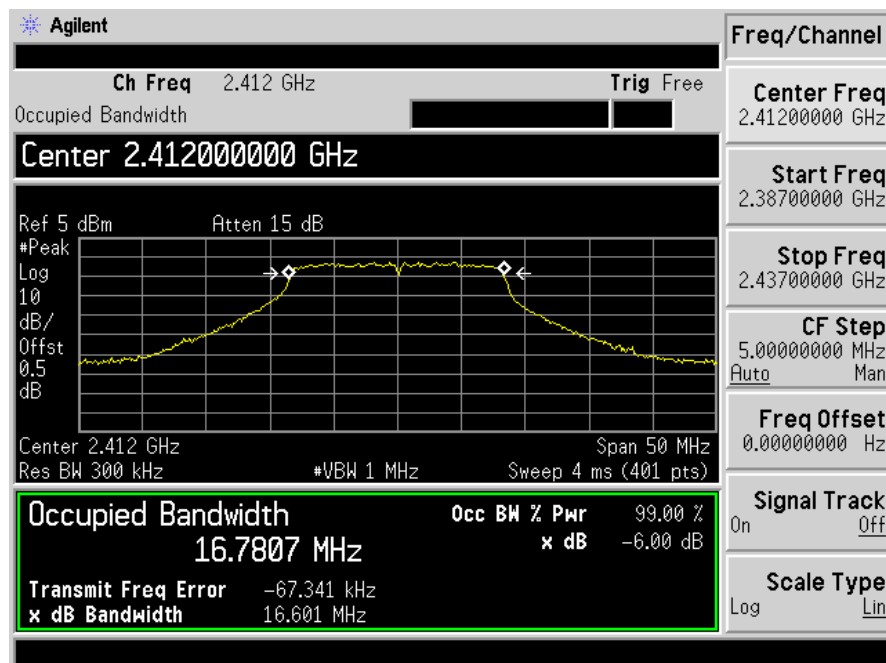 Agilent
Freq/Channel
Ch Freq 2.412 GHz Trig Free
Occupied Bandwidth
Center 2.412000000 GHz
Ref 5 dBm Atten 15 dB
#Peak
Log
10
dB/
Offst
0.5
dB
Center 2.412 GHz Span 50 MHz
Res BW 300 kHz #VBW 1 MHz Sweep 4 ms (401 pts)
Occupied Bandwidth
16.7807 MHz
Occ BW % Pwr 99.00 %
x dB -6.00 dB
Transmit Freq Error -67.341 kHz
x dB Bandwidth 16.601 MHz
Center Freq
2.41200000 GHz
Start Freq
2.38700000 GHz
Stop Freq
2.43700000 GHz
CF Step
5.00000000 MHz
Auto Man
Freq Offset
0.00000000 Hz
Signal Track
On Off
Scale Type
Log Lin